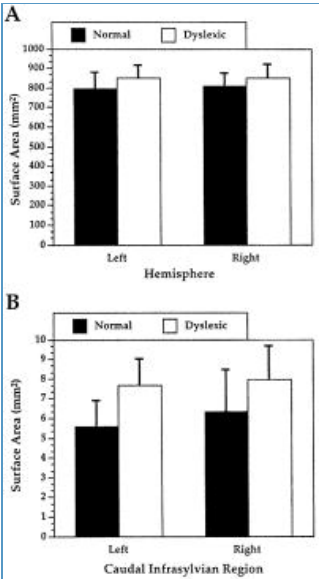 A
Normal Dyslexic
Surface Area (mm²)
1000
900
800
700
600
500
400
300
200
100
0
Left Right
Hemisphere
B
Normal Dyslexic
Surface Area (mm²)
10
9
8
7
6
5
4
3
2
1
0
Left Right
Caudal Infrasylvian Region